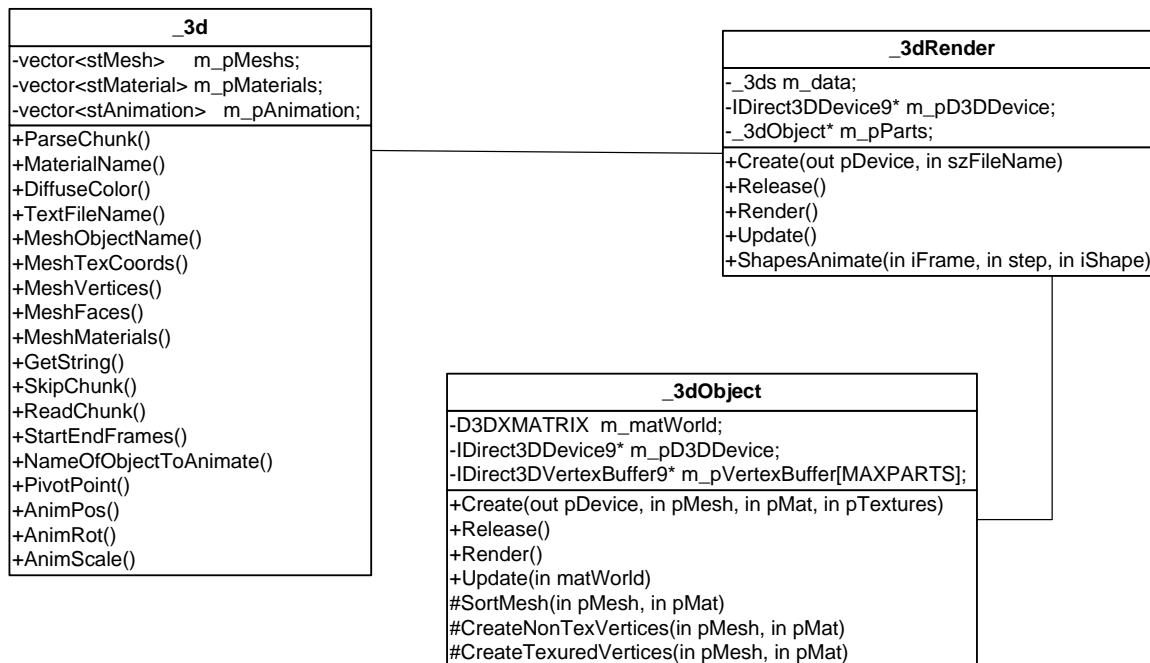 _3d
-vector<stMesh> m_pMeshs;
-vector<stMaterial> m_pMaterials;
-vector<stAnimation> m_pAnimation;
+ParseChunk()
+MaterialName()
+DiffuseColor()
+TextFileName()
+MeshObjectName()
+MeshTexCoords()
+MeshVertices()
+MeshFaces()
+MeshMaterials()
+GetString()
+SkipChunk()
+ReadChunk()
+StartEndFrames()
+NameOfObjectToAnimate()
+PivotPoint()
+AnimPos()
+AnimRot()
+AnimScale()
_3dRender
-_3ds m_data;
-IDirect3DDevice9* m_pD3DDevice;
-_3dObject* m_pParts;
+Create(out pDevice, in szFileName)
+Release()
+Render()
+Update()
+ShapesAnimate(in iFrame, in step, in iShape)
_3dObject
-D3DXMATRIX m_matWorld;
-IDirect3DDevice9* m_pD3DDevice;
-IDirect3DVertexBuffer9* m_pVertexBuffer[MAXPARTS];
+Create(out pDevice, in pMesh, in pMat, in pTextures)
+Release()
+Render()
+Update(in matWorld)
#SortMesh(in pMesh, in pMat)
#CreateNonTexVertices(in pMesh, in pMat)
#CreateTexuredVertices(in pMesh, in pMat)